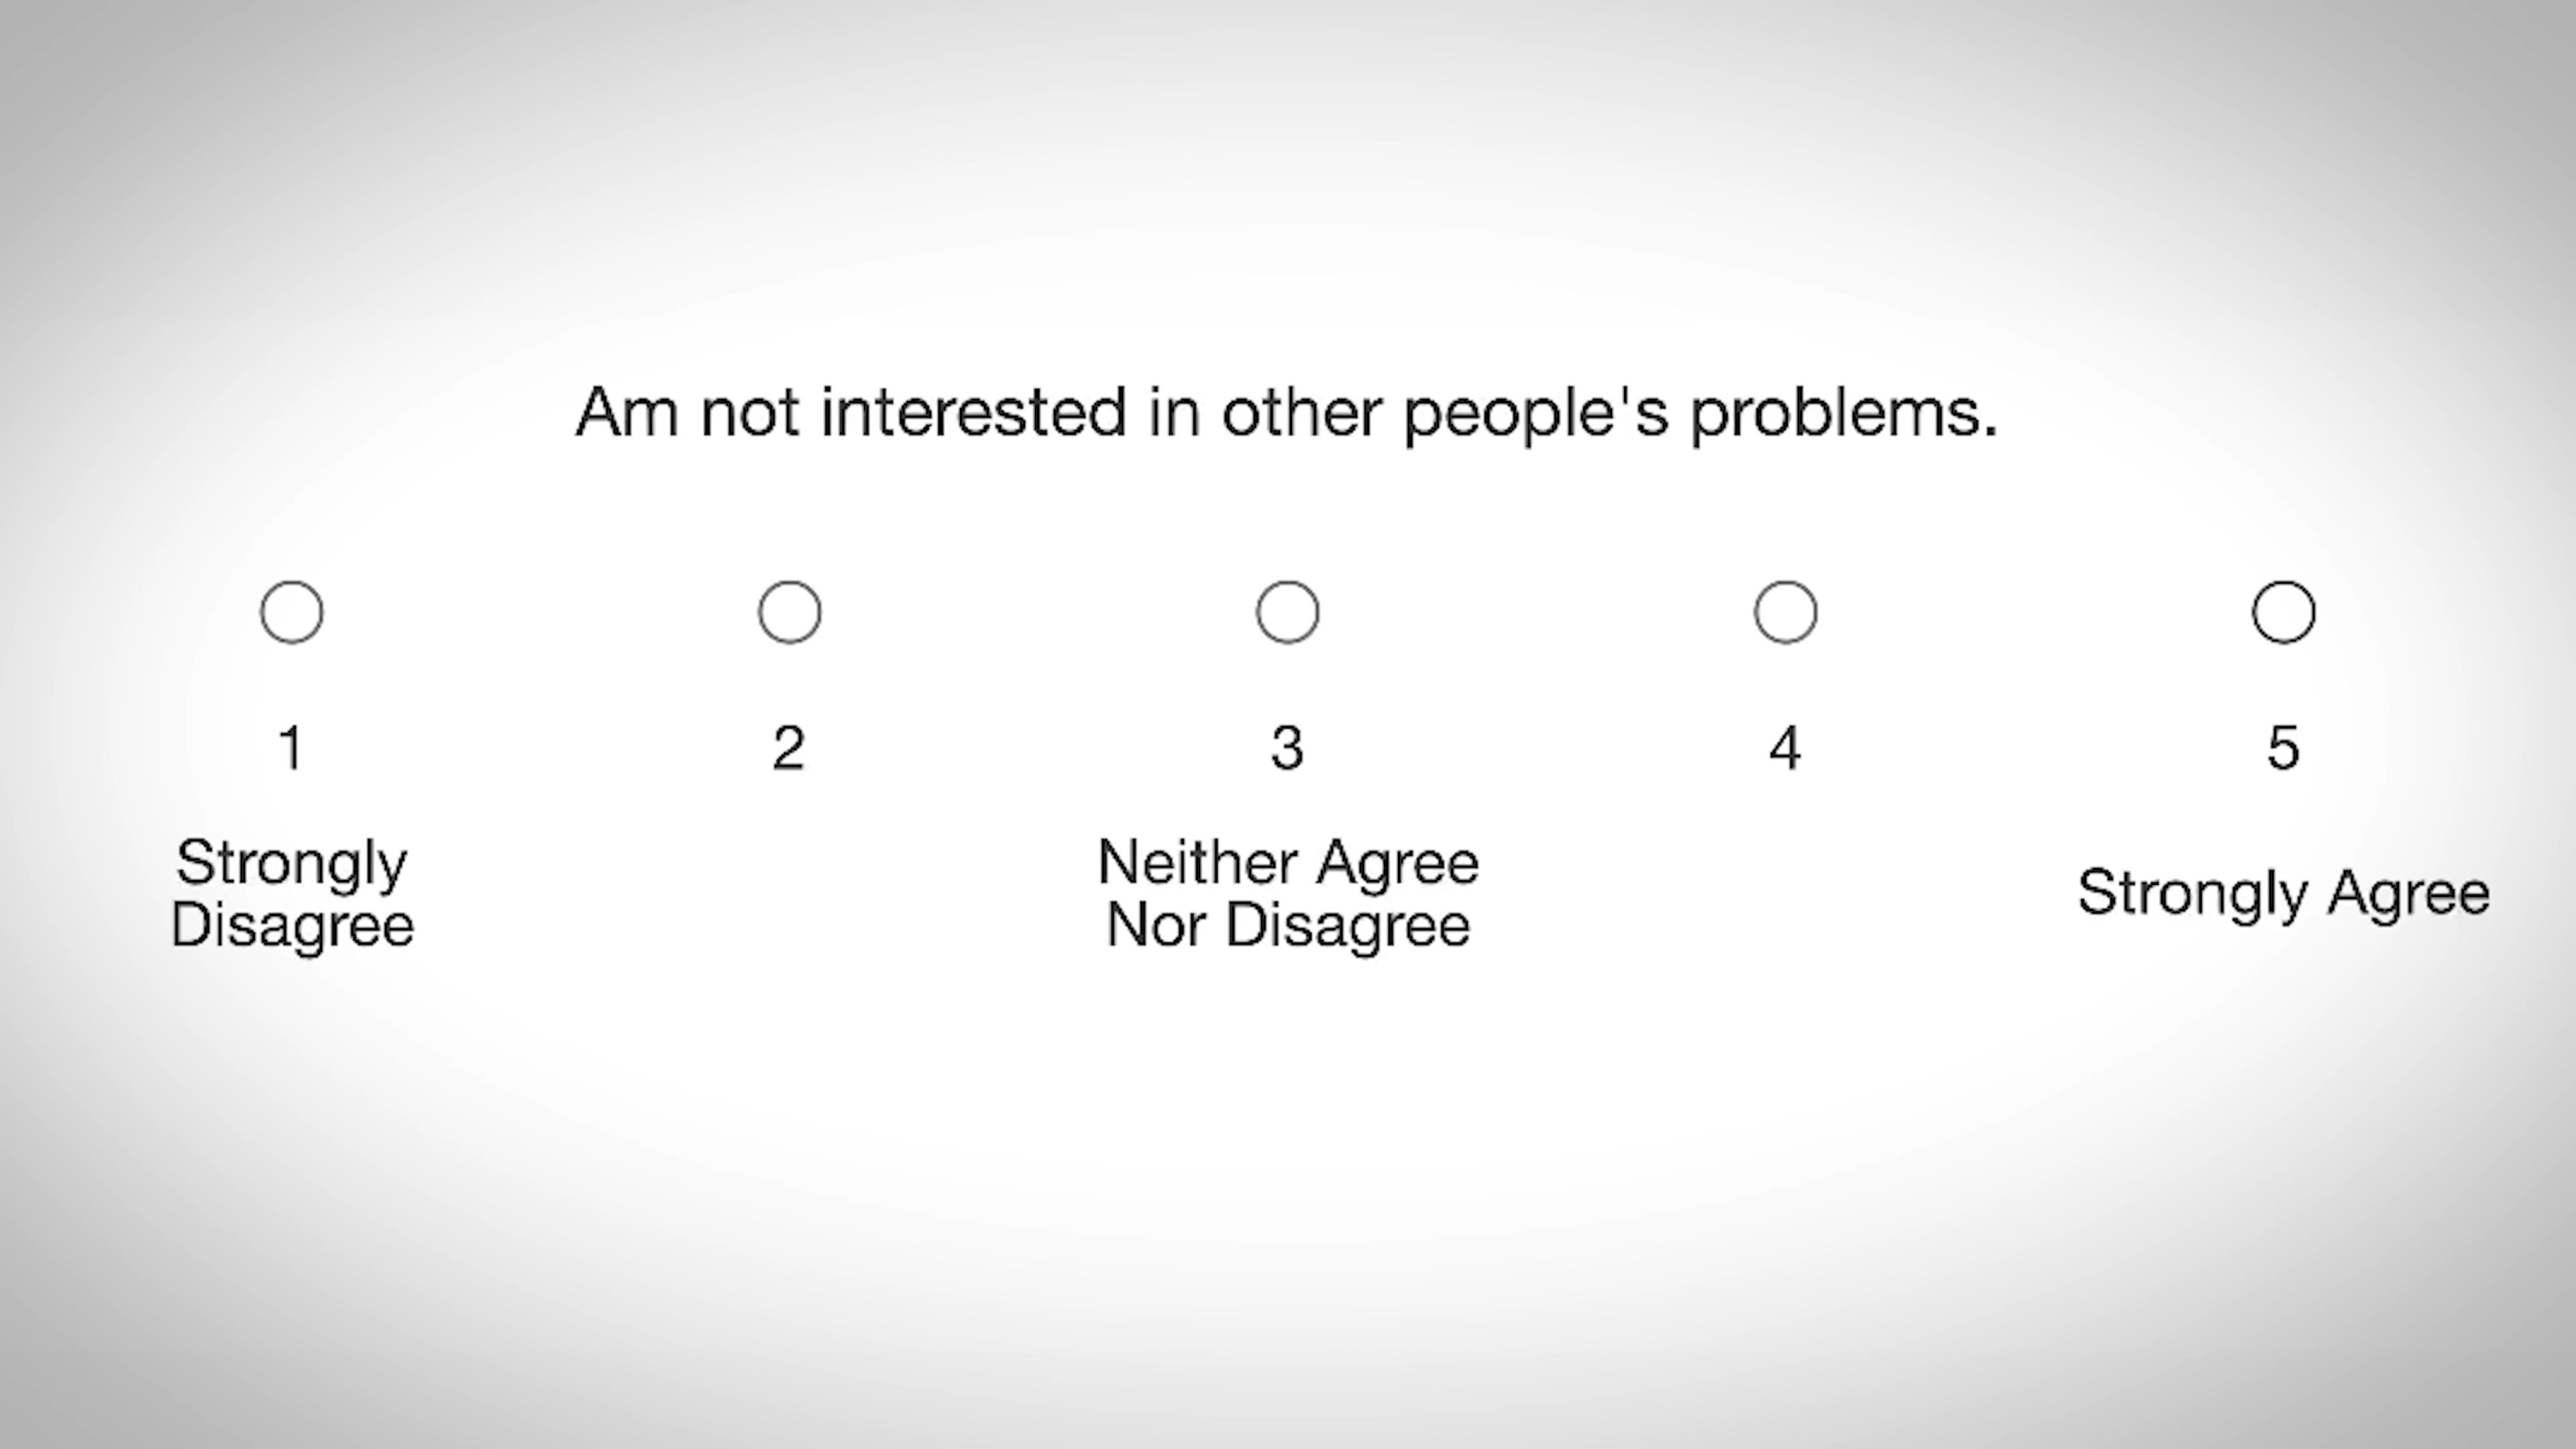 Am not interested in other people's problems.
1 2 3 4 5
Strongly Disagree
Neither Agree Nor Disagree
Strongly Agree